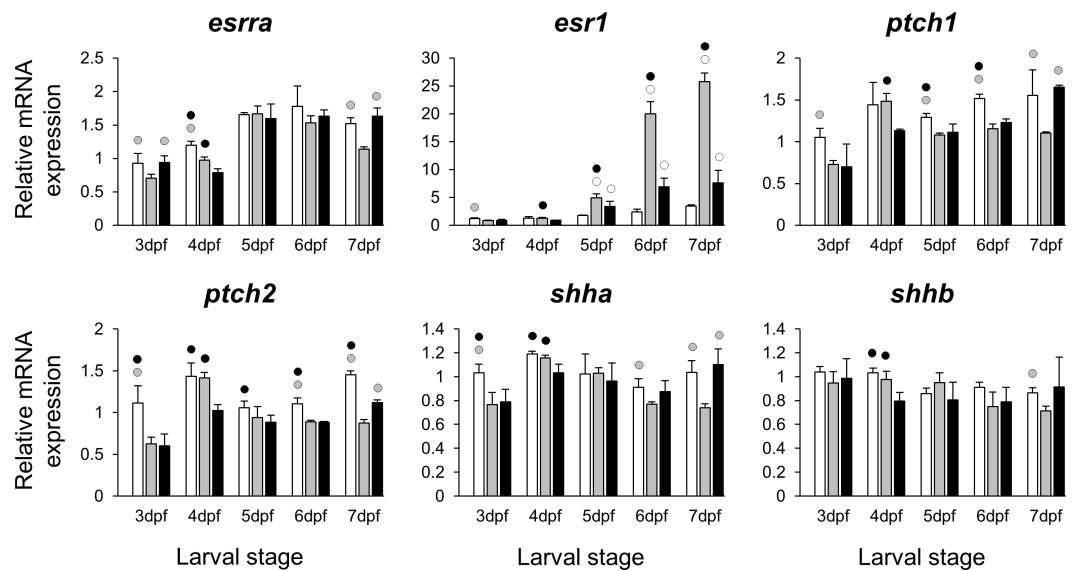 esrra
esr1
ptch1
Relative mRNA
expression
2.5
2
1.5
1
0.5
0
3dpf 4dpf 5dpf 6dpf 7dpf
30
25
20
15
10
5
0
3dpf 4dpf 5dpf 6dpf 7dpf
2
1.5
1
0.5
0
3dpf 4dpf 5dpf 6dpf 7dpf
ptch2
shha
shhb
Relative mRNA
expression
2
1.5
1
0.5
0
3dpf 4dpf 5dpf 6dpf 7dpf
1.4
1.2
1
0.8
0.6
0.4
0.2
0
3dpf 4dpf 5dpf 6dpf 7dpf
1.4
1.2
1
0.8
0.6
0.4
0.2
0
3dpf 4dpf 5dpf 6dpf 7dpf
Larval stage
Larval stage
Larval stage